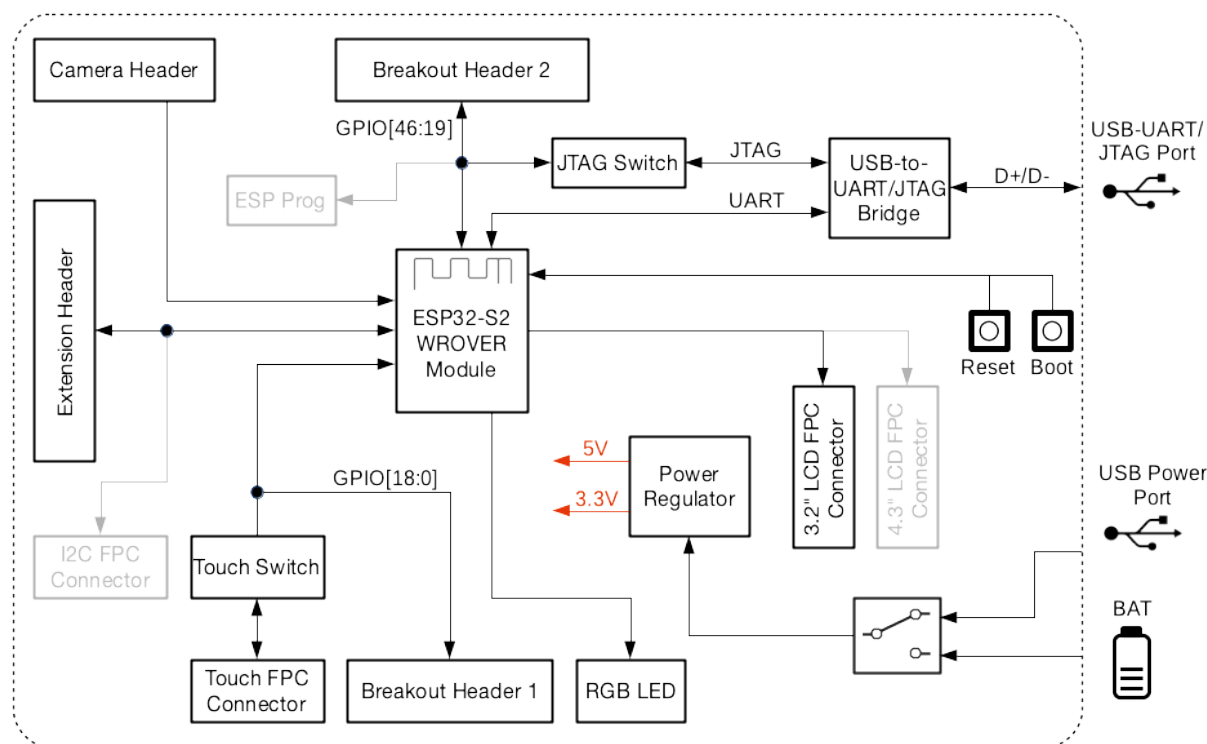 Camera Header
Breakout Header 2
GPIO[46:19]
USB-UART/
JTAG Port
JTAG Switch
JTAG
USB-to-
UART/JTAG
Bridge
D+/D-
ESP Prog
UART
Extension Header
ESP32-S2
WROVER
Module
Reset
Boot
3.2" LCD FPC
Connector
4.3" LCD FPC
Connector
5V
3.3V
Power
Regulator
USB Power
Port
GPIO[18:0]
I2C FPC
Connector
Touch Switch
BAT
Touch FPC
Connector
Breakout Header 1
RGB LED